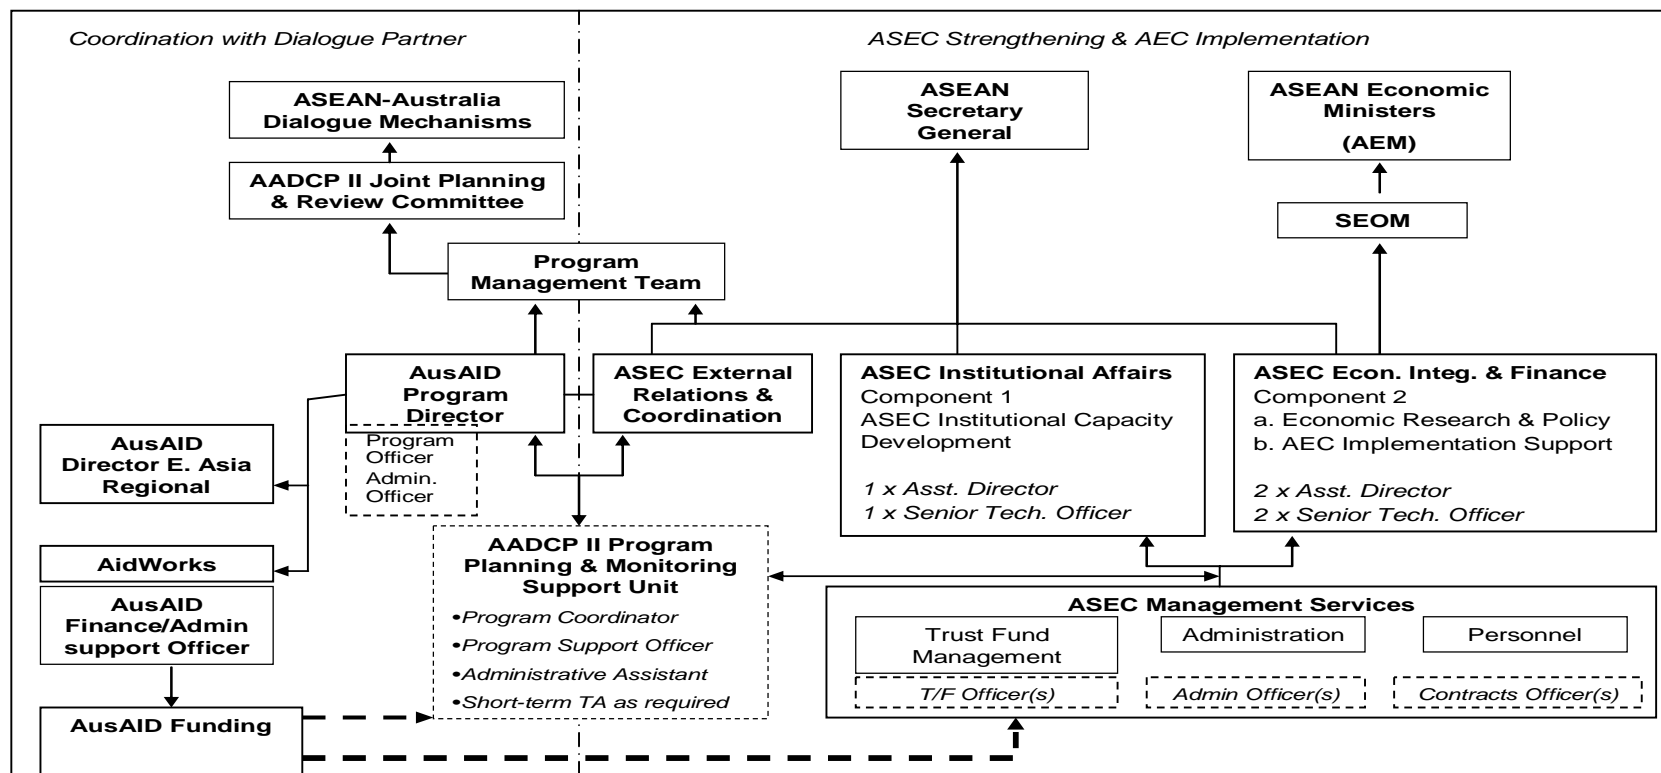 Coordination with Dialogue Partner
ASEC Strengthening & AEC Implementation
ASEAN-Australia
Dialogue Mechanisms
ASEAN
Secretary
General
ASEAN Economic
Ministers
(AEM)
AADCP II Joint Planning
& Review Committee
SEOM
Program
Management Team
AusAID
Program
Director
Program
Officer
Admin.
Officer
ASEC External
Relations &
Coordination
ASEC Institutional Affairs
Component 1
ASEC Institutional Capacity
Development
1 x Asst. Director
1 x Senior Tech. Officer
ASEC Econ. Integ. & Finance
Component 2
a. Economic Research & Policy
b. AEC Implementation Support
2 x Asst. Director
2 x Senior Tech. Officer
AusAID
Director E. Asia
Regional
AidWorks
AusAID
Finance/Admin
support Officer
AusAID Funding
AADCP II Program
Planning & Monitoring
Support Unit
•Program Coordinator
•Program Support Officer
•Administrative Assistant
•Short-term TA as required
ASEC Management Services
Trust Fund
Management
Administration
Personnel
T/F Officer(s)
Admin Officer(s)
Contracts Officer(s)